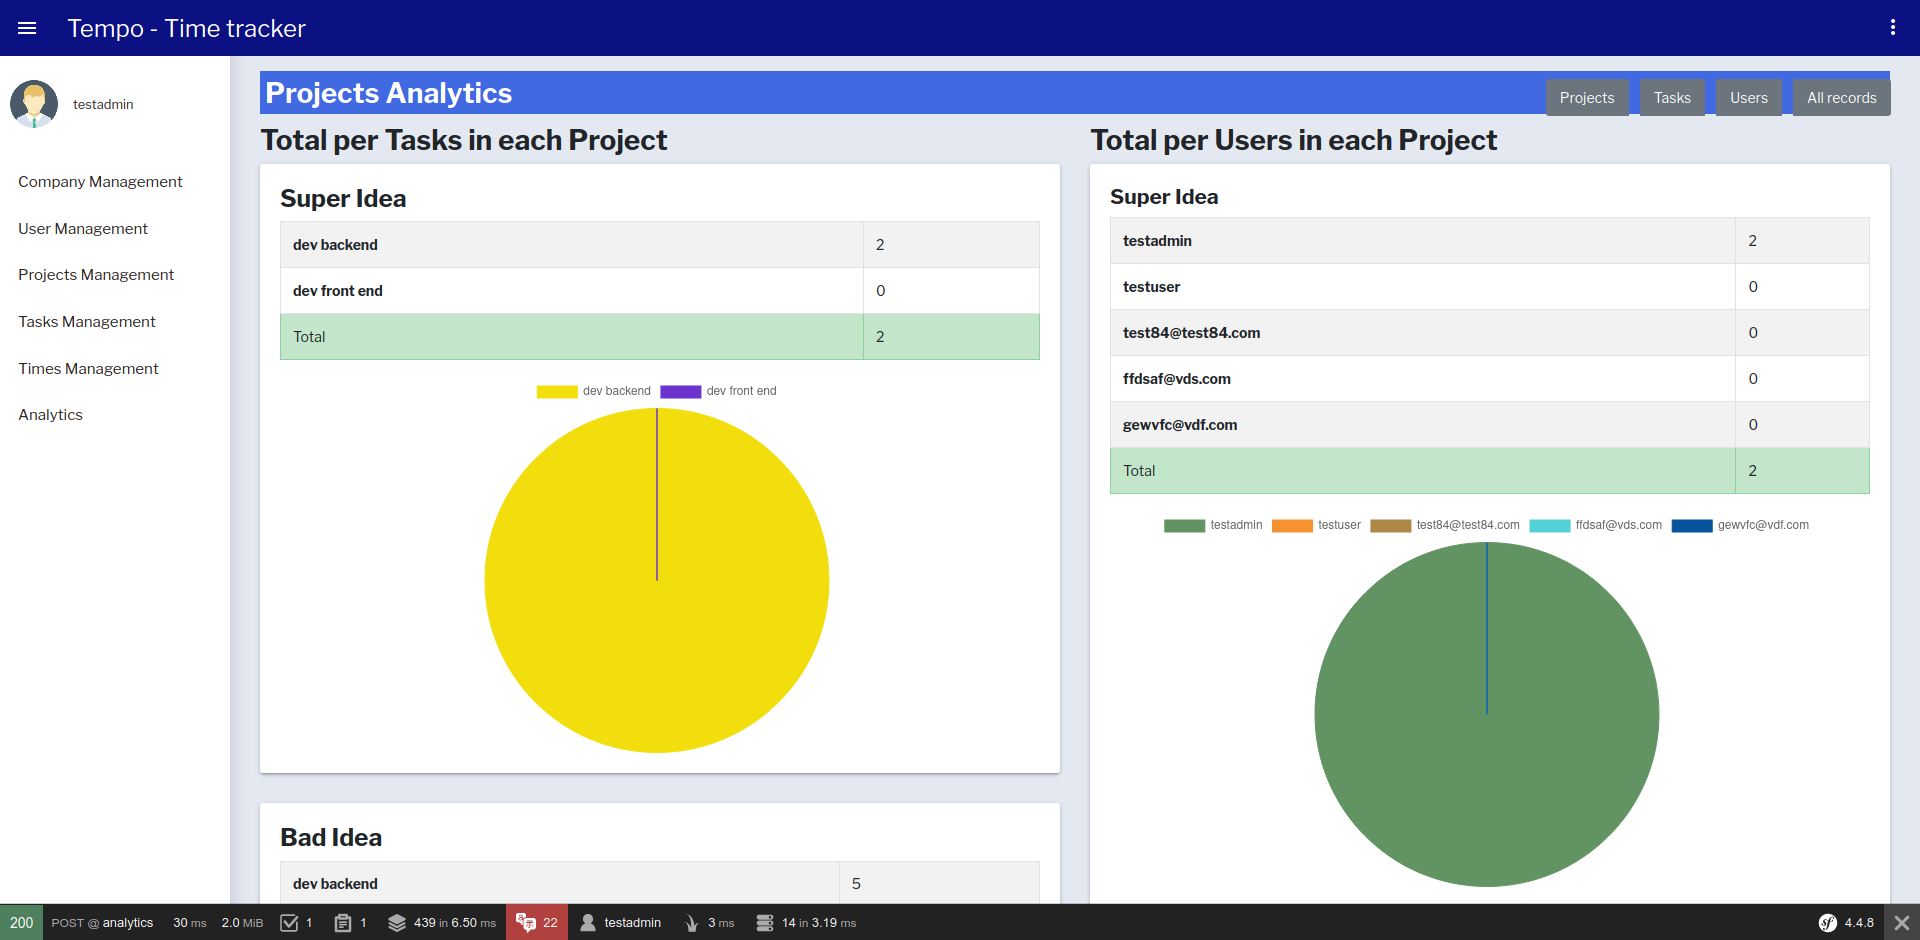 Tempo - Time tracker
testadmin
Company Management
User Management
Projects Management
Tasks Management
Times Management
Analytics
Projects Analytics
Projects Tasks Users All records
Total per Tasks in each Project
Super Idea
dev backend 2
dev front end 0
Total 2
dev backend dev front end
Bad Idea
dev backend 5
Total per Users in each Project
Super Idea
testadmin 2
testuser 0
test84@test84.com 0
ffdsaf@vds.com 0
gewvfc@vdf.com 0
Total 2
testadmin testuser test84@test84.com ffdsaf@vds.com gewvfc@vdf.com
200 POST @ analytics 30 ms 2.0 MiB 1 1 439 in 6.50 ms 22 testadmin 3 ms 14 in 3.19 ms sf 4.4.8